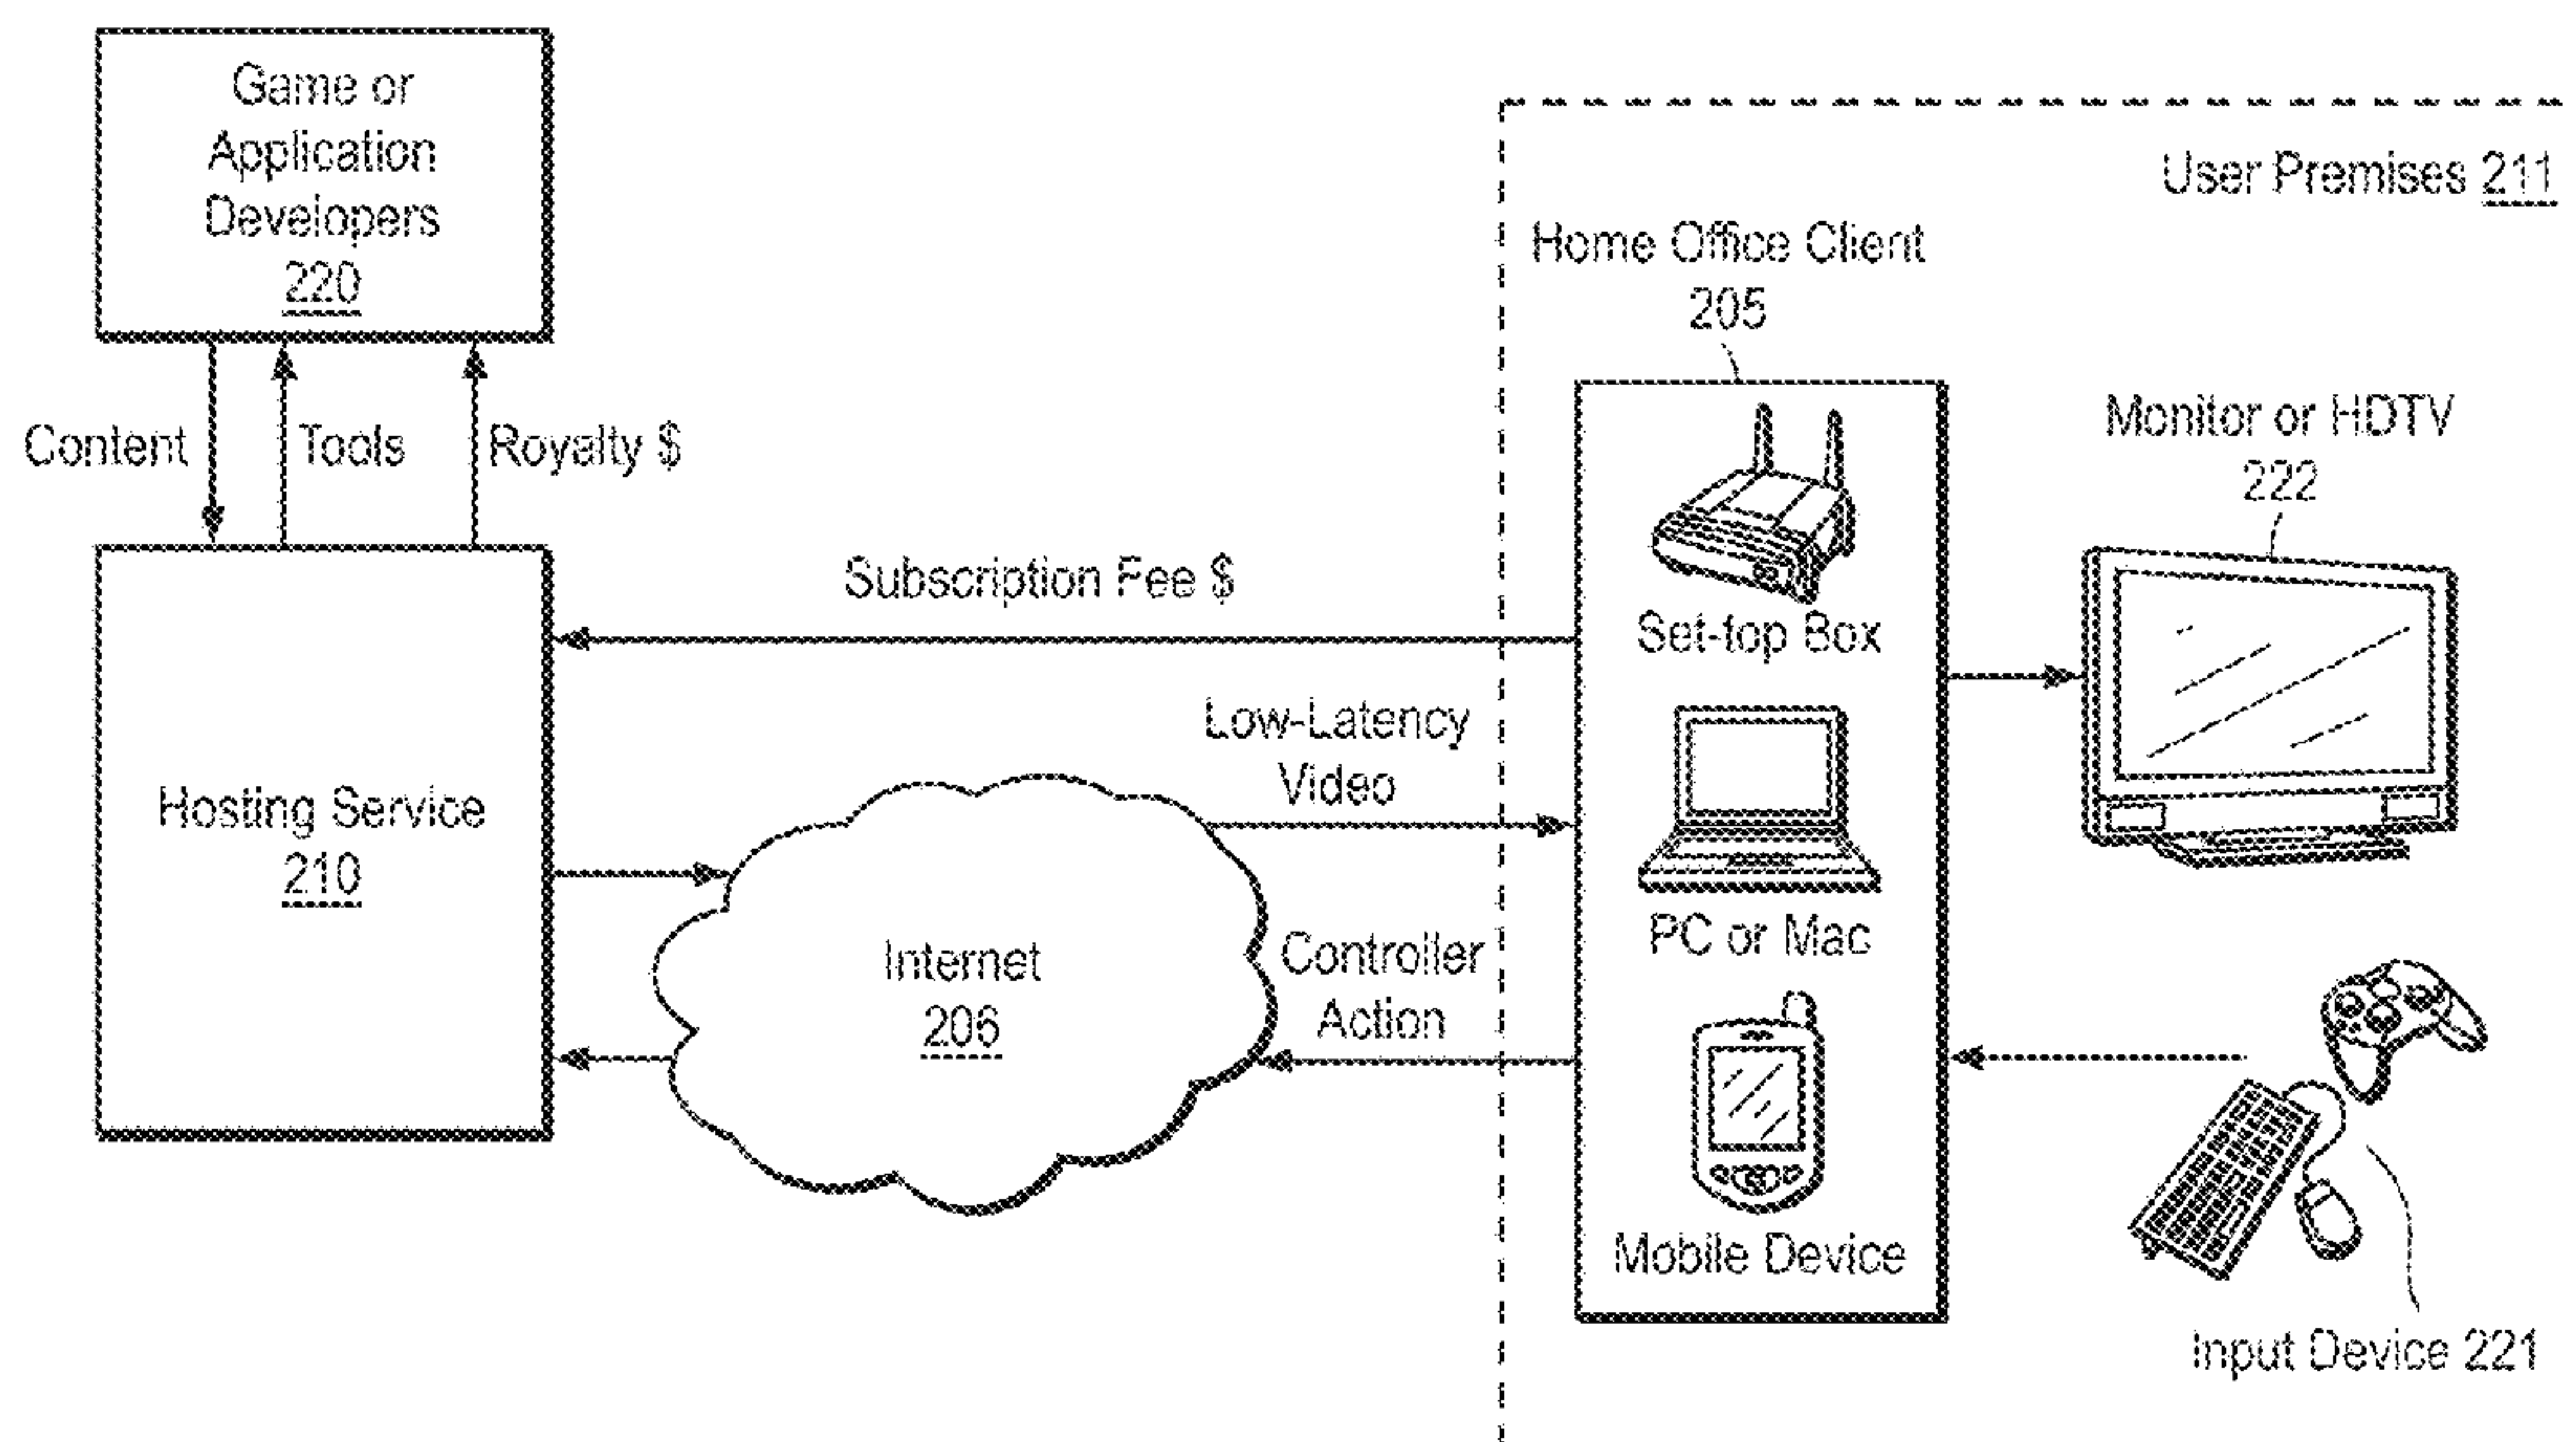 Game or
Application
Developers
220
Content
Tools
Royalty $
Hosting Service
210
Subscription Fee $
Low-Latency
Video
Internet
206
Controller
Action
User Premises 211
Home Office Client
205
Set-top Box
PC or Mac
Mobile Device
Monitor or HDTV
222
Input Device 221